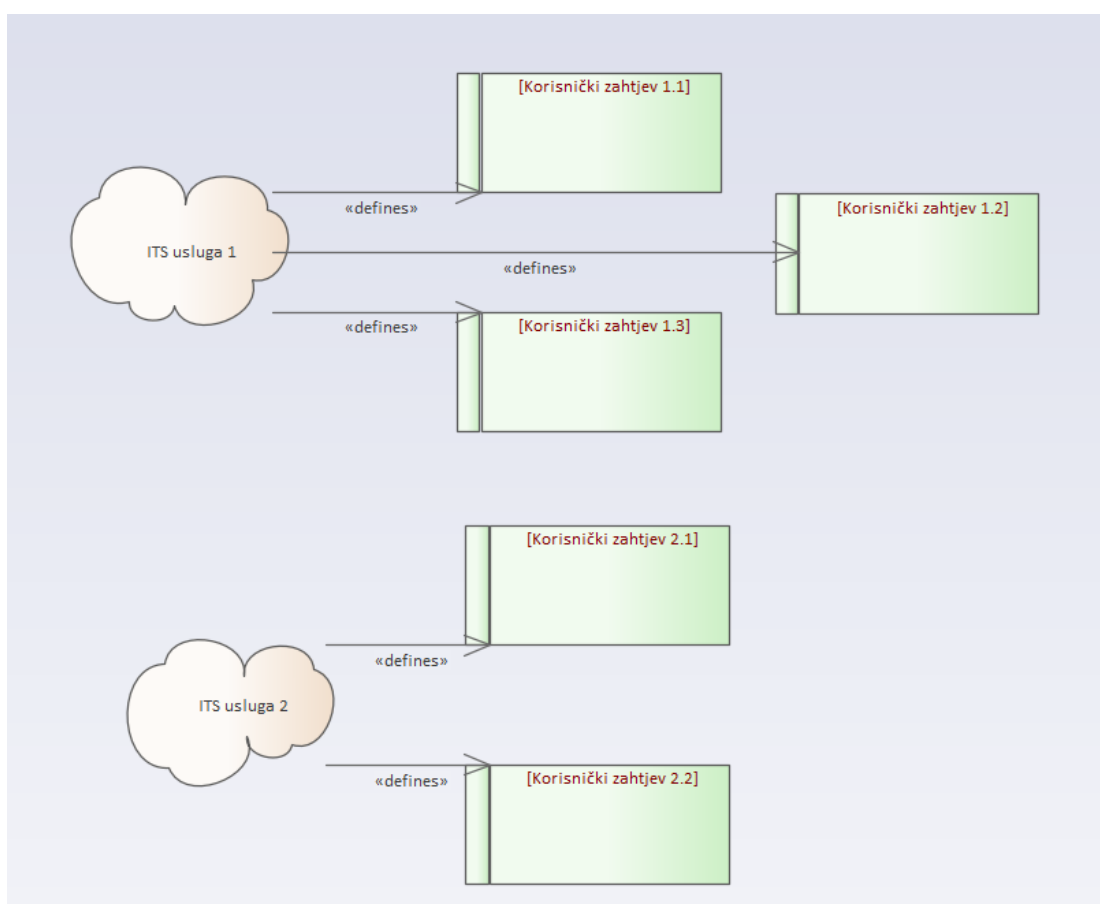 [Korisnički zahtjev 1.1]
«defines»
[Korisnički zahtjev 1.2]
ITS usluga 1
«defines»
[Korisnički zahtjev 1.3]
«defines»
[Korisnički zahtjev 2.1]
«defines»
ITS usluga 2
[Korisnički zahtjev 2.2]
«defines»